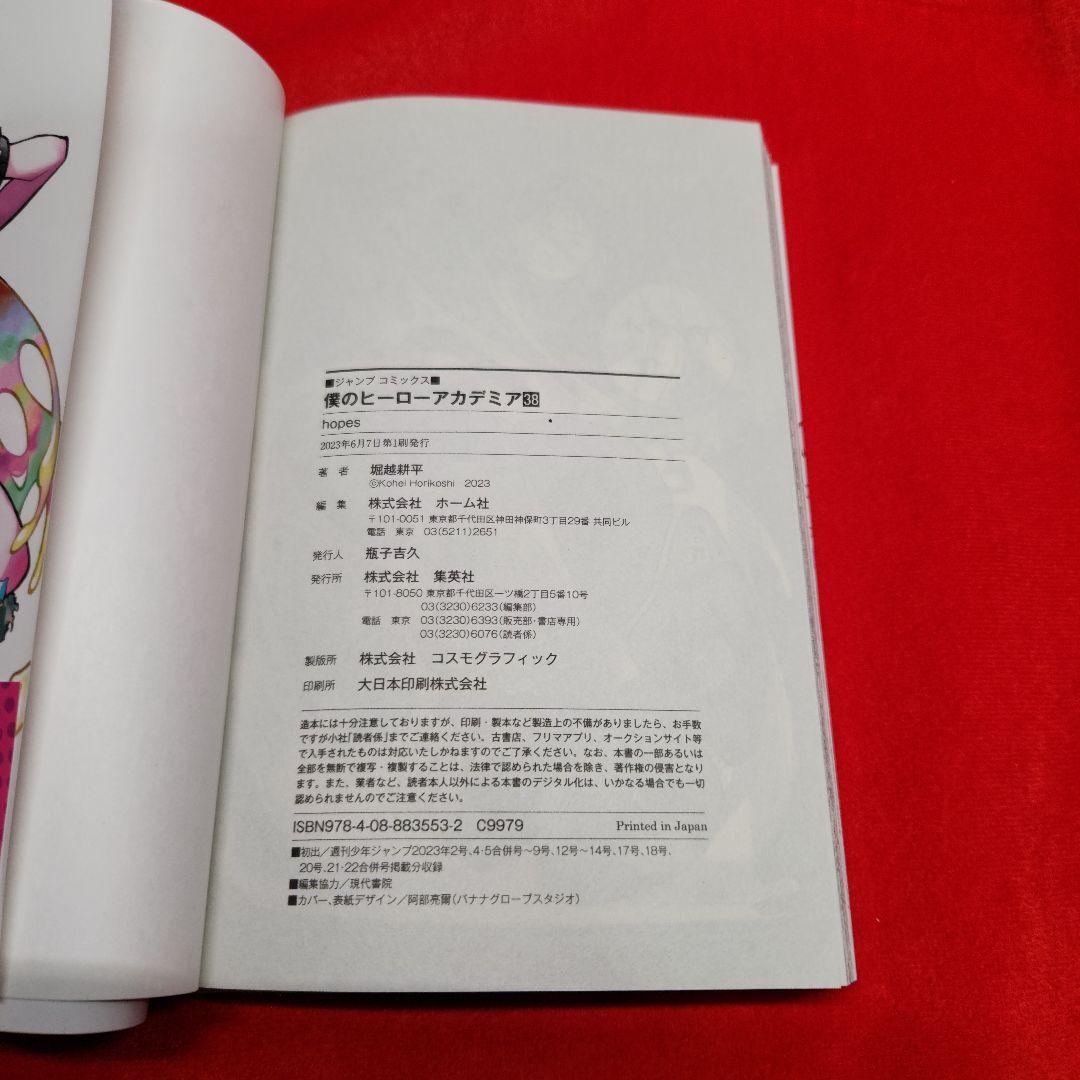 ■ジャンプ コミックス■
僕のヒーローアカデミア38
hopes
2023年6月7日第1刷発行
著 者 堀越耕平
©Kohei Horikoshi 2023
編 集 株式会社 ホーム社
〒101-0051 東京都千代田区神田神保町3丁目29番 共同ビル
電話 東京 03(5211)2651
発行人 瓶子吉久
発行所 株式会社 集英社
〒101-8050 東京都千代田区一ツ橋2丁目5番10号
03(3230)6233(編集部)
電話 東京 03(3230)6393(販売部・書店専用)
03(3230)6076(読者係)
製版所 株式会社 コスモグラフィック
印刷所 大日本印刷株式会社
造本には十分注意しておりますが、印刷・製本など製造上の不備がありましたら、お手数
ですが小社「読者係」までご連絡ください。古書店、フリマアプリ、オークションサイト等
で入手されたものは対応いたしかねますのでご了承ください。なお、本書の一部あるいは
全部を無断で複写・複製することは、法律で認められた場合を除き、著作権の侵害となり
ます。また、業者など、読者本人以外による本書のデジタル化は、いかなる場合でも一切
認められませんのでご注意ください。
ISBN978-4-08-883553-2 C9979 Printed in Japan
■初出/週刊少年ジャンプ2023年2号、4・5合併号〜9号、12号〜14号、17号、18号、
20号、21・22合併号掲載分収録
■編集協力/現代書院
■カバー、表紙デザイン/阿部亮爾(バナナグローブスタジオ)